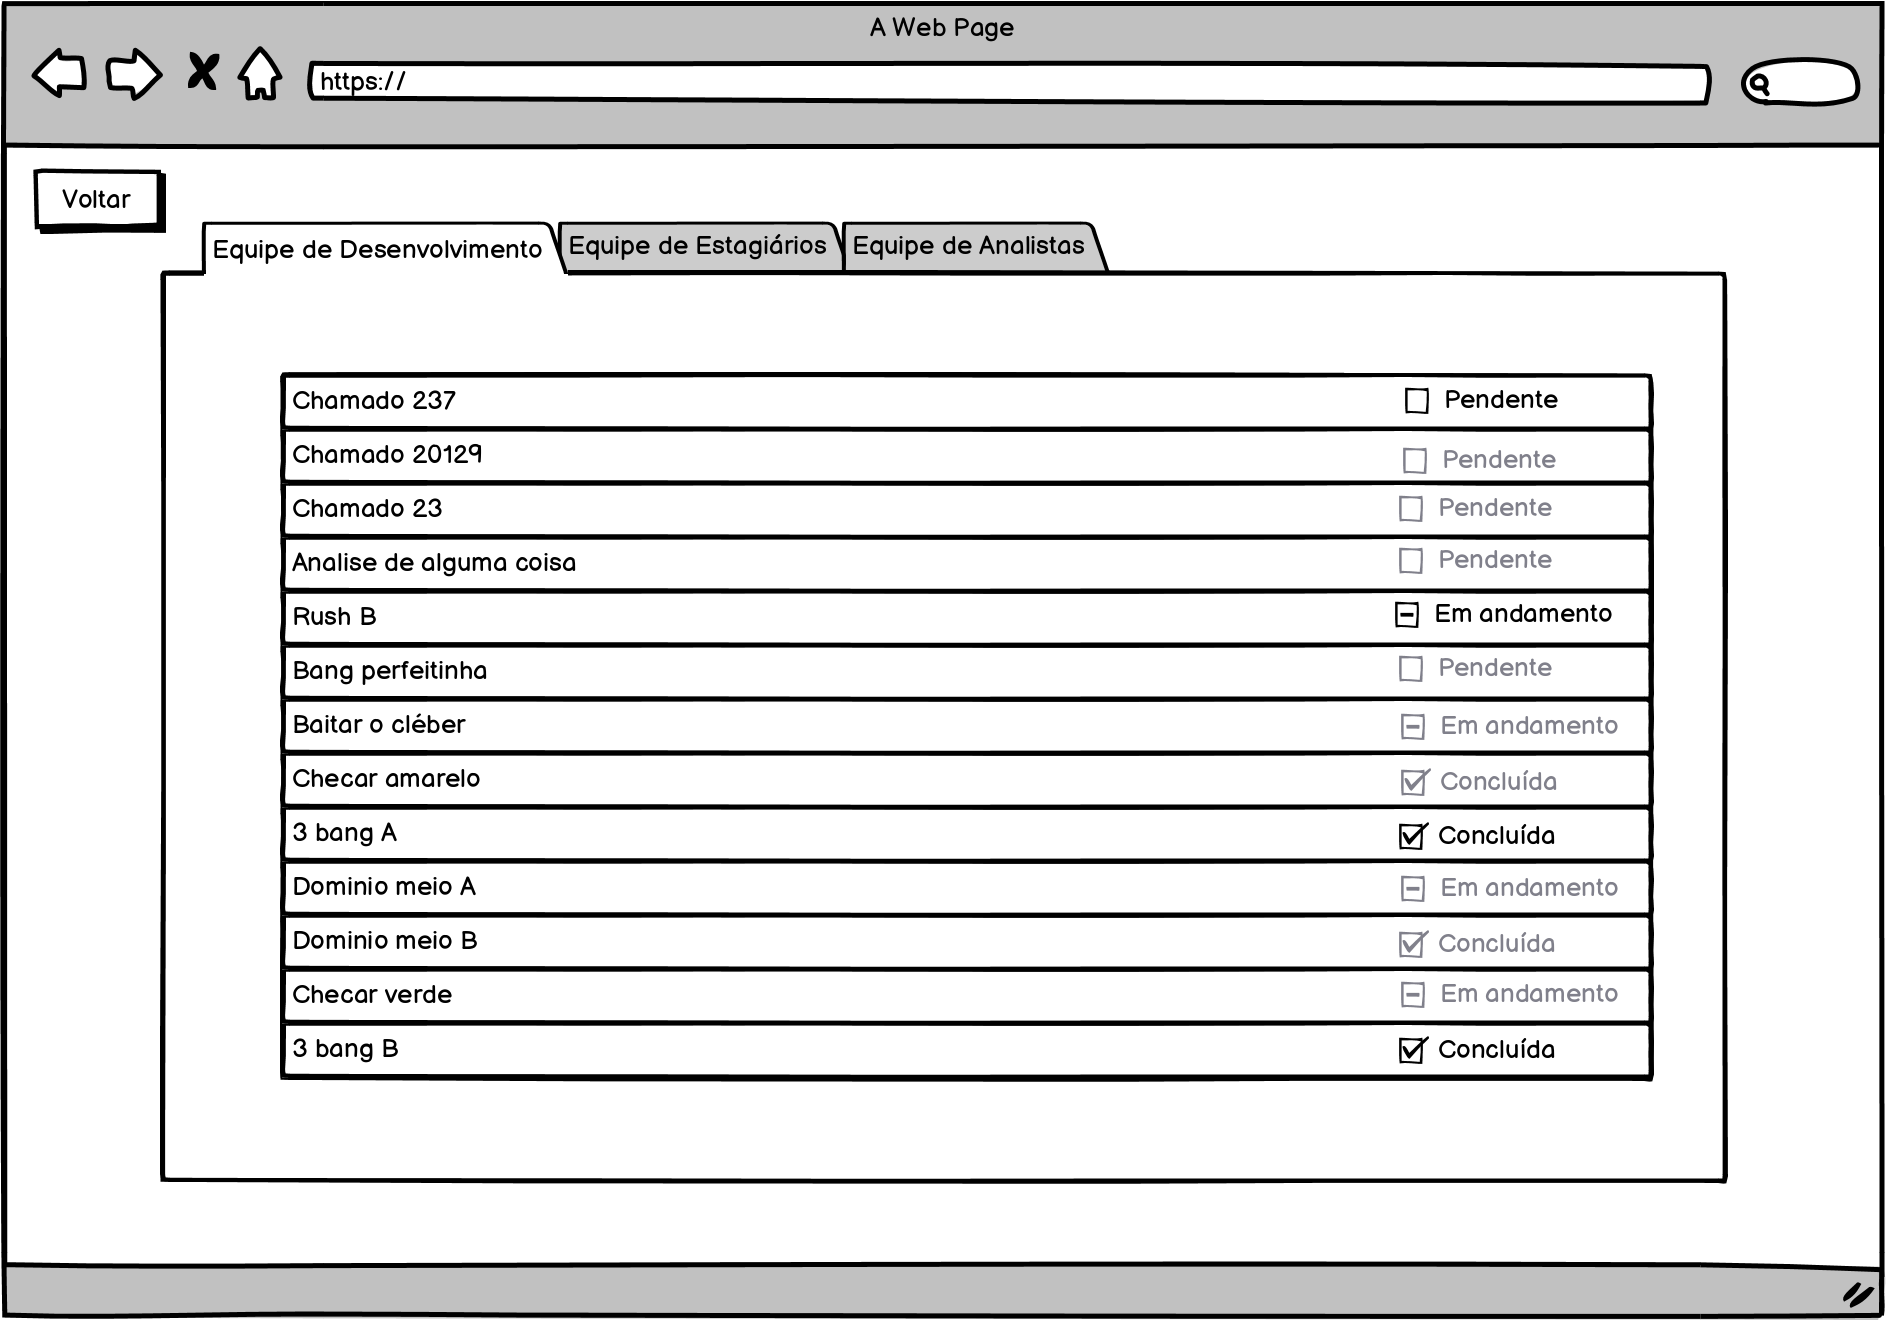 A Web Page
https://
Voltar
Equipe de Desenvolvimento Equipe de Estagiários Equipe de Analistas
Chamado 237 Pendente
Chamado 20129 Pendente
Chamado 23 Pendente
Analise de alguma coisa Pendente
Rush B Em andamento
Bang perfeitinha Pendente
Baitar o cléber Em andamento
Checar amarelo Concluída
3 bang A Concluída
Dominio meio A Em andamento
Dominio meio B Concluída
Checar verde Em andamento
3 bang B Concluída